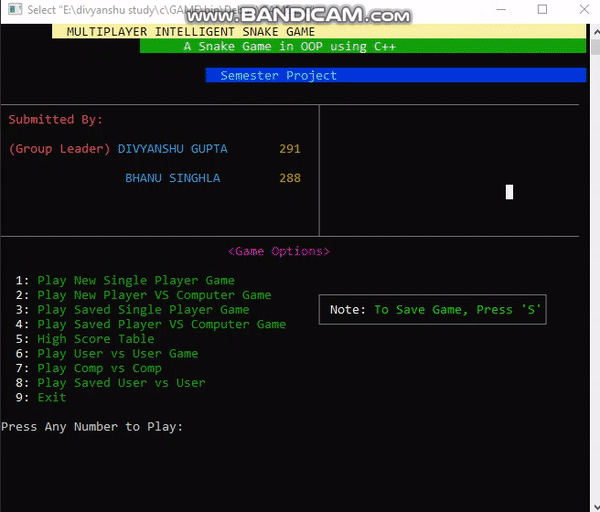 Select "E:\divyanshu study\c\GAME\bin\De
www.BANDICAM.com
MULTIPLAYER INTELLIGENT SNAKE GAME
A Snake Game in OOP using C++
Semester Project
Submitted By:
(Group Leader) DIVYANSHU GUPTA 291
BHANU SINGHLA 288
<Game Options>
1: Play New Single Player Game
2: Play New Player VS Computer Game
3: Play Saved Single Player Game
4: Play Saved Player VS Computer Game
5: High Score Table
6: Play User vs User Game
7: Play Comp vs Comp
8: Play Saved User vs User
9: Exit
Note: To Save Game, Press 'S'
Press Any Number to Play: